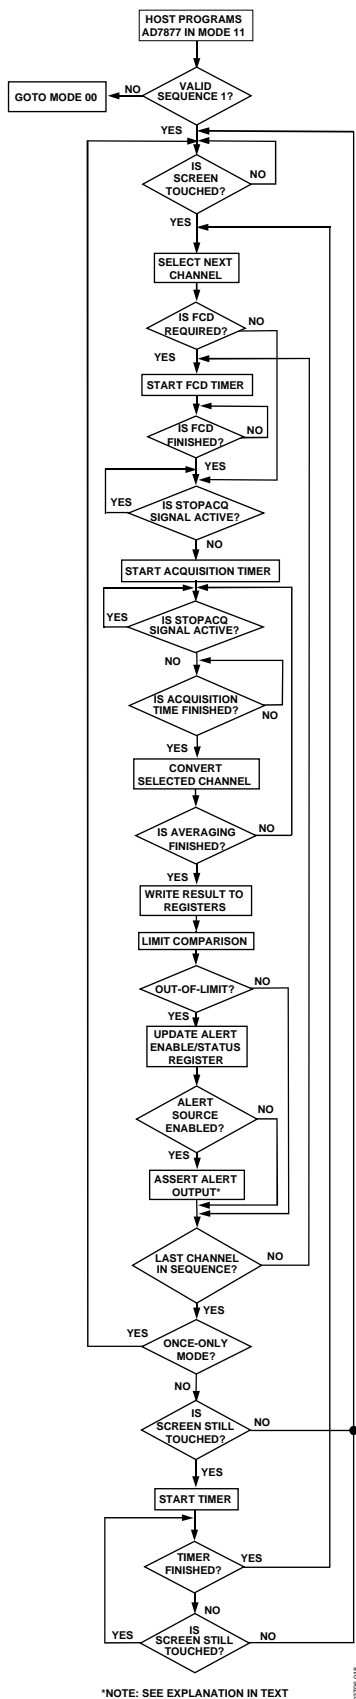 HOST PROGRAMS
AD7877 IN MODE 11
VALID
SEQUENCE 1?
NO
GOTO MODE 00
YES
IS
SCREEN
TOUCHED?
NO
YES
SELECT NEXT
CHANNEL
IS FCD
REQUIRED?
NO
YES
START FCD TIMER
IS FCD
FINISHED?
NO
YES
IS STOPACQ
SIGNAL ACTIVE?
YES
NO
START ACQUISITION TIMER
IS STOPACQ
SIGNAL ACTIVE?
YES
NO
IS ACQUISITION
TIME FINISHED?
NO
YES
CONVERT
SELECTED CHANNEL
IS AVERAGING
FINISHED?
NO
YES
WRITE RESULT TO
REGISTERS
LIMIT COMPARISON
OUT-OF-LIMIT?
NO
YES
UPDATE ALERT
ENABLE/STATUS
REGISTER
ALERT
SOURCE
ENABLED?
NO
YES
ASSERT ALERT
OUTPUT*
LAST CHANNEL
IN SEQUENCE?
NO
YES
ONCE-ONLY
MODE?
YES
NO
IS
SCREEN STILL
TOUCHED?
NO
YES
START TIMER
TIMER
FINISHED?
YES
NO
IS
SCREEN STILL
TOUCHED?
YES
NO
*NOTE: SEE EXPLANATION IN TEXT